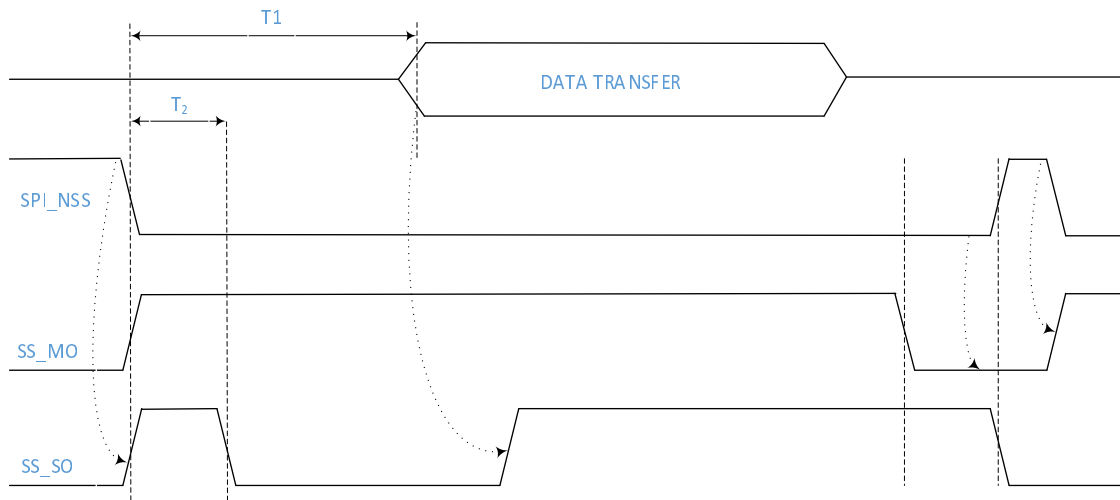 T1
DATA TRANSFER
T2
SPI_NSS
SS_MO
SS_SO